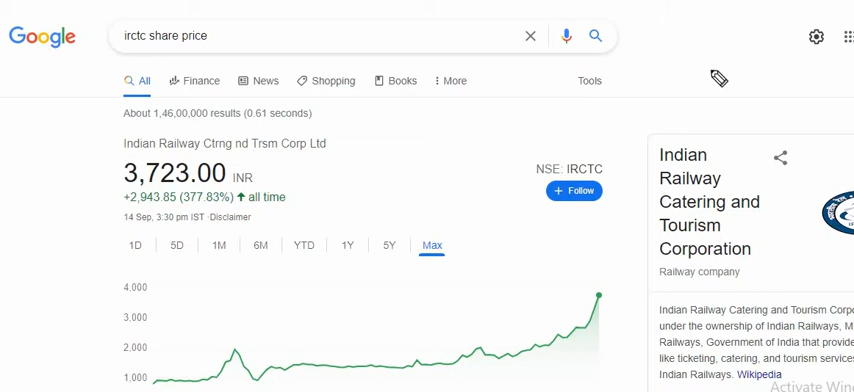 Google
irctc share price
All Finance News Shopping Books More Tools
About 1,46,00,000 results (0.61 seconds)
Indian Railway Ctrng nd Trsm Corp Ltd
3,723.00 INR
NSE: IRCTC
+ Follow
+2,943.85 (377.83%) ↑ all time
14 Sep, 3:30 pm IST · Disclaimer
1D 5D 1M 6M YTD 1Y 5Y Max
4,000
3,000
2,000
1,000
Indian
Railway
Catering and
Tourism
Corporation
Railway company
Indian Railway Catering and Tourism Corpo
under the ownership of Indian Railways, M
Railways, Government of India that provide
like ticketing, catering, and tourism services
Indian Railways. Wikipedia
Activate Win